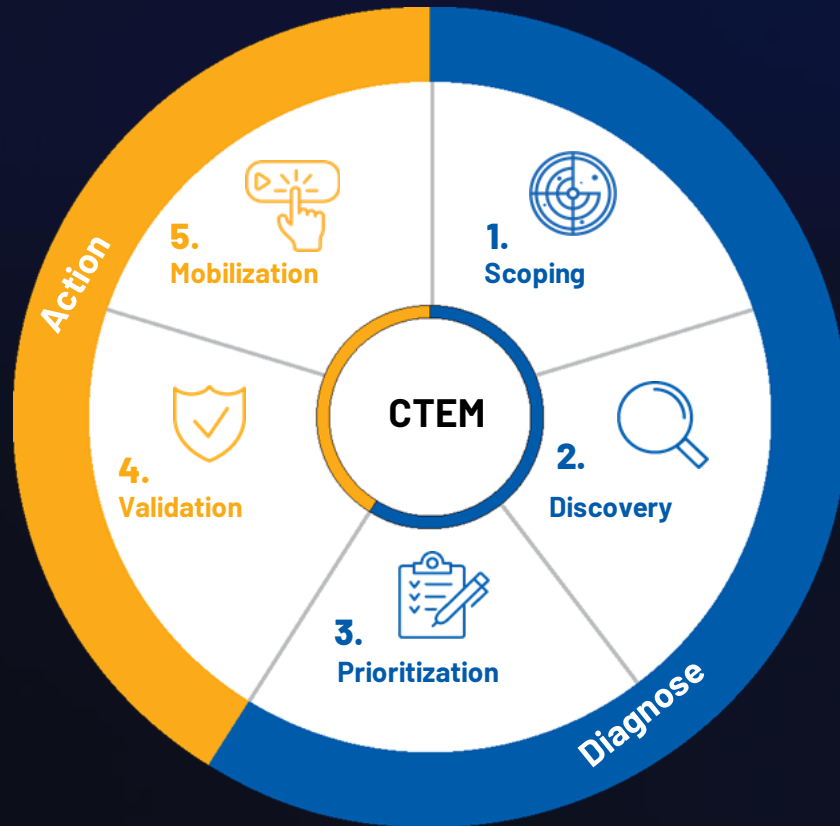 CTEM
1.
Scoping
2.
Discovery
3.
Prioritization
4.
Validation
5.
Mobilization
Diagnose
Action